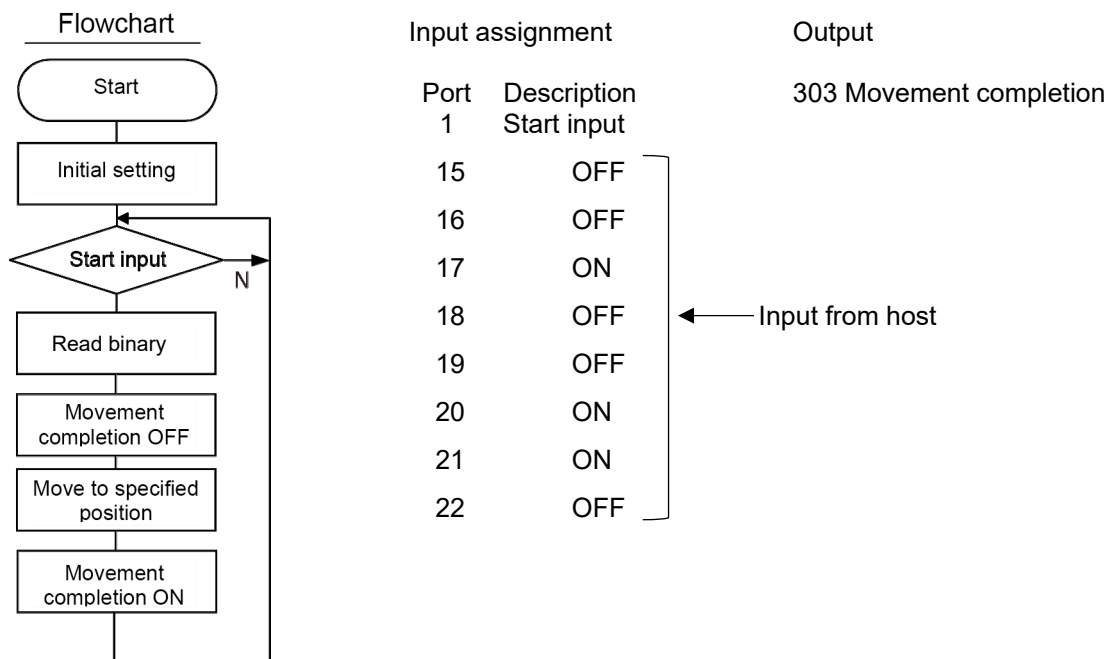 Flowchart
Start
Initial setting
Start input
N
Read binary
Movement
completion OFF
Move to specified
position
Movement
completion ON
Input assignment
Port Description
1 Start input
15 OFF
16 OFF
17 ON
18 OFF
19 OFF
20 ON
21 ON
22 OFF
Input from host
Output
303 Movement completion